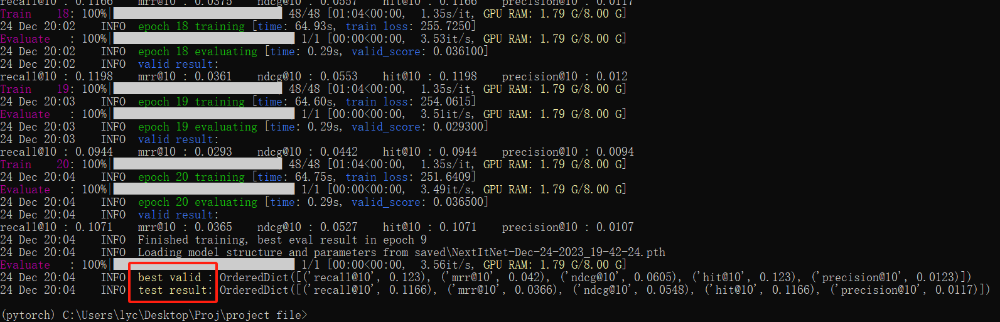 recall@10 : 0.1166    mrr@10 : 0.0375    ndcg@10 : 0.0557    hit@10 : 0.1166    precision@10 : 0.0117
Train    18: 100%| 48/48 [01:04<00:00,  1.35s/it, GPU RAM: 1.79 G/8.00 G]
24 Dec 20:02    INFO  epoch 18 training [time: 64.93s, train loss: 255.7250]
Evaluate   : 100%| 1/1 [00:00<00:00,  3.53it/s, GPU RAM: 1.79 G/8.00 G]
24 Dec 20:02    INFO  epoch 18 evaluating [time: 0.29s, valid_score: 0.036100]
24 Dec 20:02    INFO  valid result:
recall@10 : 0.1198    mrr@10 : 0.0361    ndcg@10 : 0.0553    hit@10 : 0.1198    precision@10 : 0.012
Train    19: 100%| 48/48 [01:04<00:00,  1.35s/it, GPU RAM: 1.79 G/8.00 G]
24 Dec 20:03    INFO  epoch 19 training [time: 64.60s, train loss: 254.0615]
Evaluate   : 100%| 1/1 [00:00<00:00,  3.51it/s, GPU RAM: 1.79 G/8.00 G]
24 Dec 20:03    INFO  epoch 19 evaluating [time: 0.29s, valid_score: 0.029300]
24 Dec 20:03    INFO  valid result:
recall@10 : 0.0944    mrr@10 : 0.0293    ndcg@10 : 0.0442    hit@10 : 0.0944    precision@10 : 0.0094
Train    20: 100%| 48/48 [01:04<00:00,  1.35s/it, GPU RAM: 1.79 G/8.00 G]
24 Dec 20:04    INFO  epoch 20 training [time: 64.75s, train loss: 251.6409]
Evaluate   : 100%| 1/1 [00:00<00:00,  3.49it/s, GPU RAM: 1.79 G/8.00 G]
24 Dec 20:04    INFO  epoch 20 evaluating [time: 0.29s, valid_score: 0.036500]
24 Dec 20:04    INFO  valid result:
recall@10 : 0.1071    mrr@10 : 0.0365    ndcg@10 : 0.0527    hit@10 : 0.1071    precision@10 : 0.0107
24 Dec 20:04    INFO  Finished training, best eval result in epoch 9
24 Dec 20:04    INFO  Loading model structure and parameters from saved\NextItNet-Dec-24-2023_19-42-24.pth
Evaluate   : 100%| 1/1 [00:00<00:00,  3.56it/s, GPU RAM: 1.79 G/8.00 G]
24 Dec 20:04    INFO  best valid : OrderedDict([('recall@10', 0.123), ('mrr@10', 0.042), ('ndcg@10', 0.0605), ('hit@10', 0.123), ('precision@10', 0.0123)])
24 Dec 20:04    INFO  test result: OrderedDict([('recall@10', 0.1166), ('mrr@10', 0.0366), ('ndcg@10', 0.0548), ('hit@10', 0.1166), ('precision@10', 0.0117)])
(pytorch) C:\Users\lyc\Desktop\Proj\project file>